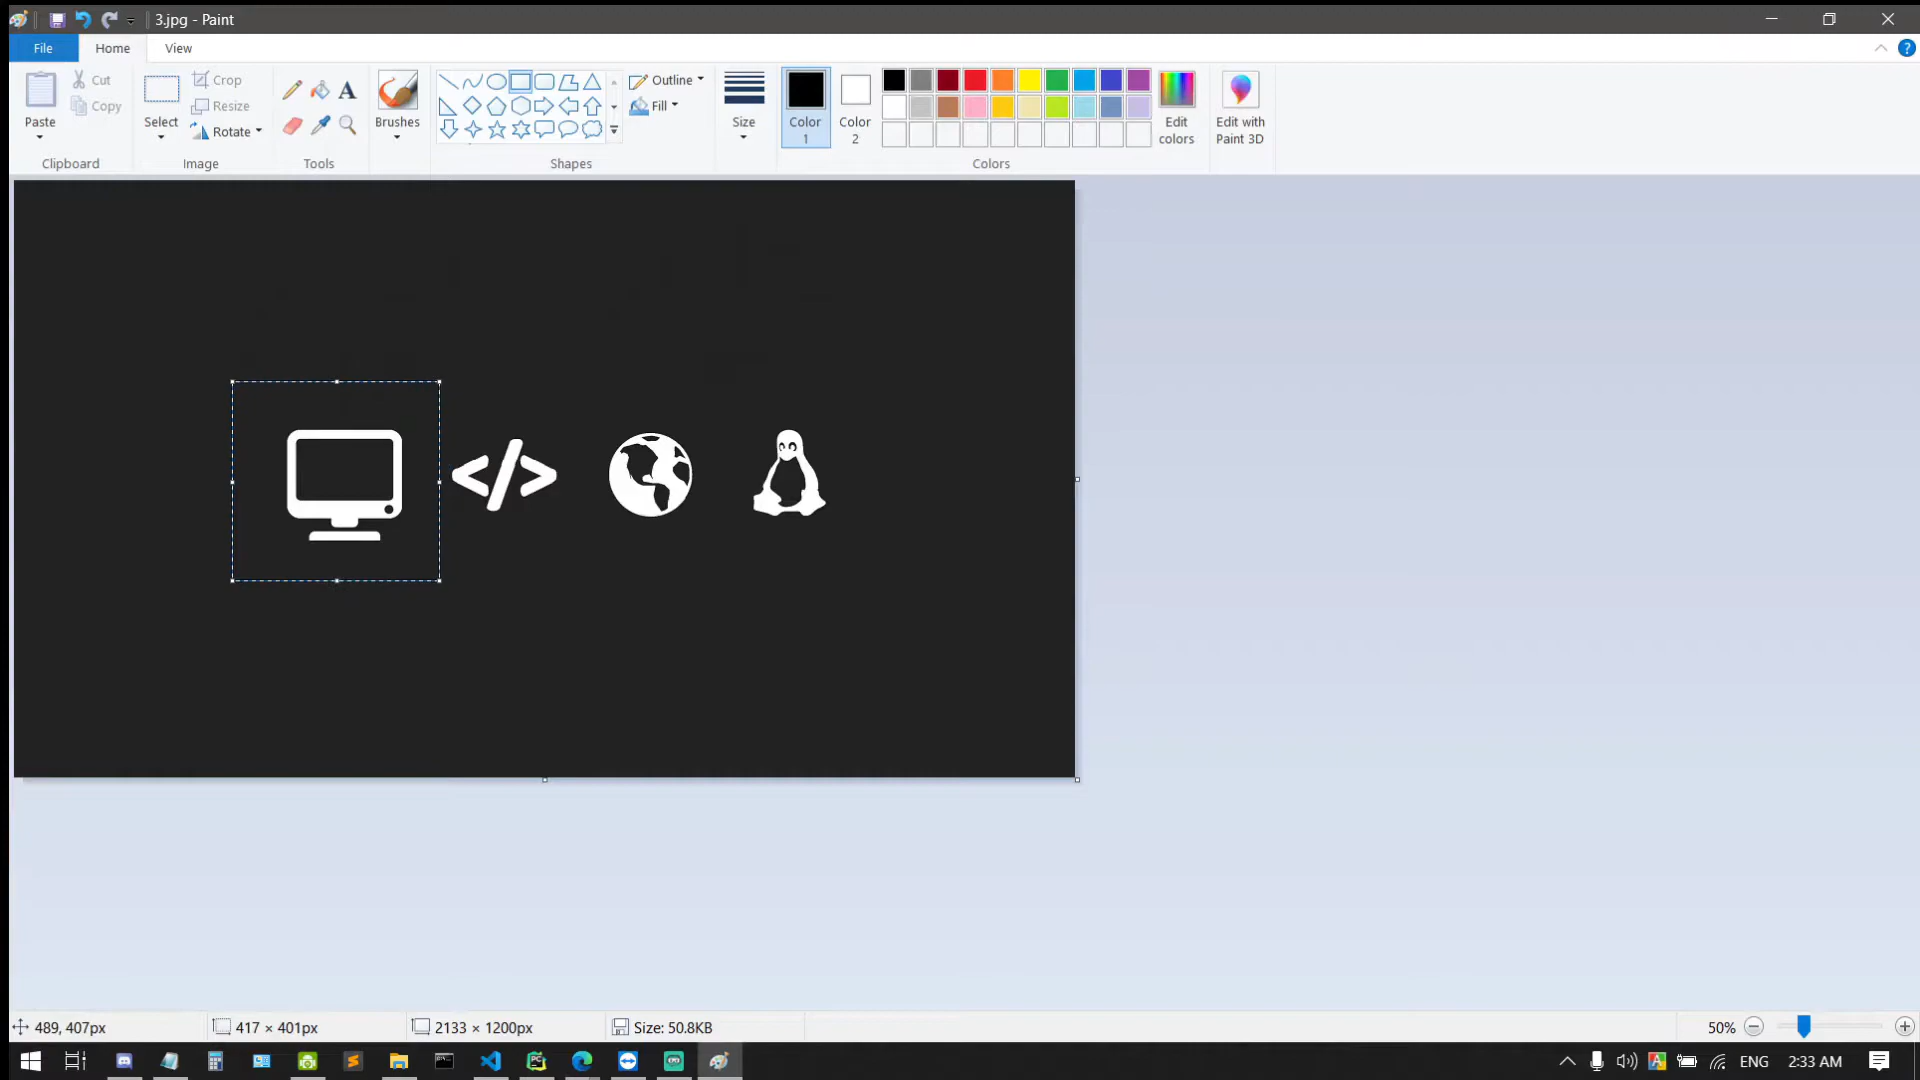 3.jpg - Paint
File Home View
Paste
Cut
Copy
Clipboard
Select
Crop
Resize
Rotate
Image
A
Tools
Brushes
Shapes
Outline
Fill
Size
Color
1
Color
2
Colors
Edit
colors
Edit with
Paint 3D
?
</>
489, 407px
417 × 401px
2133 × 1200px
Size: 50.8KB
50%
PC
A
ENG
2:33 AM